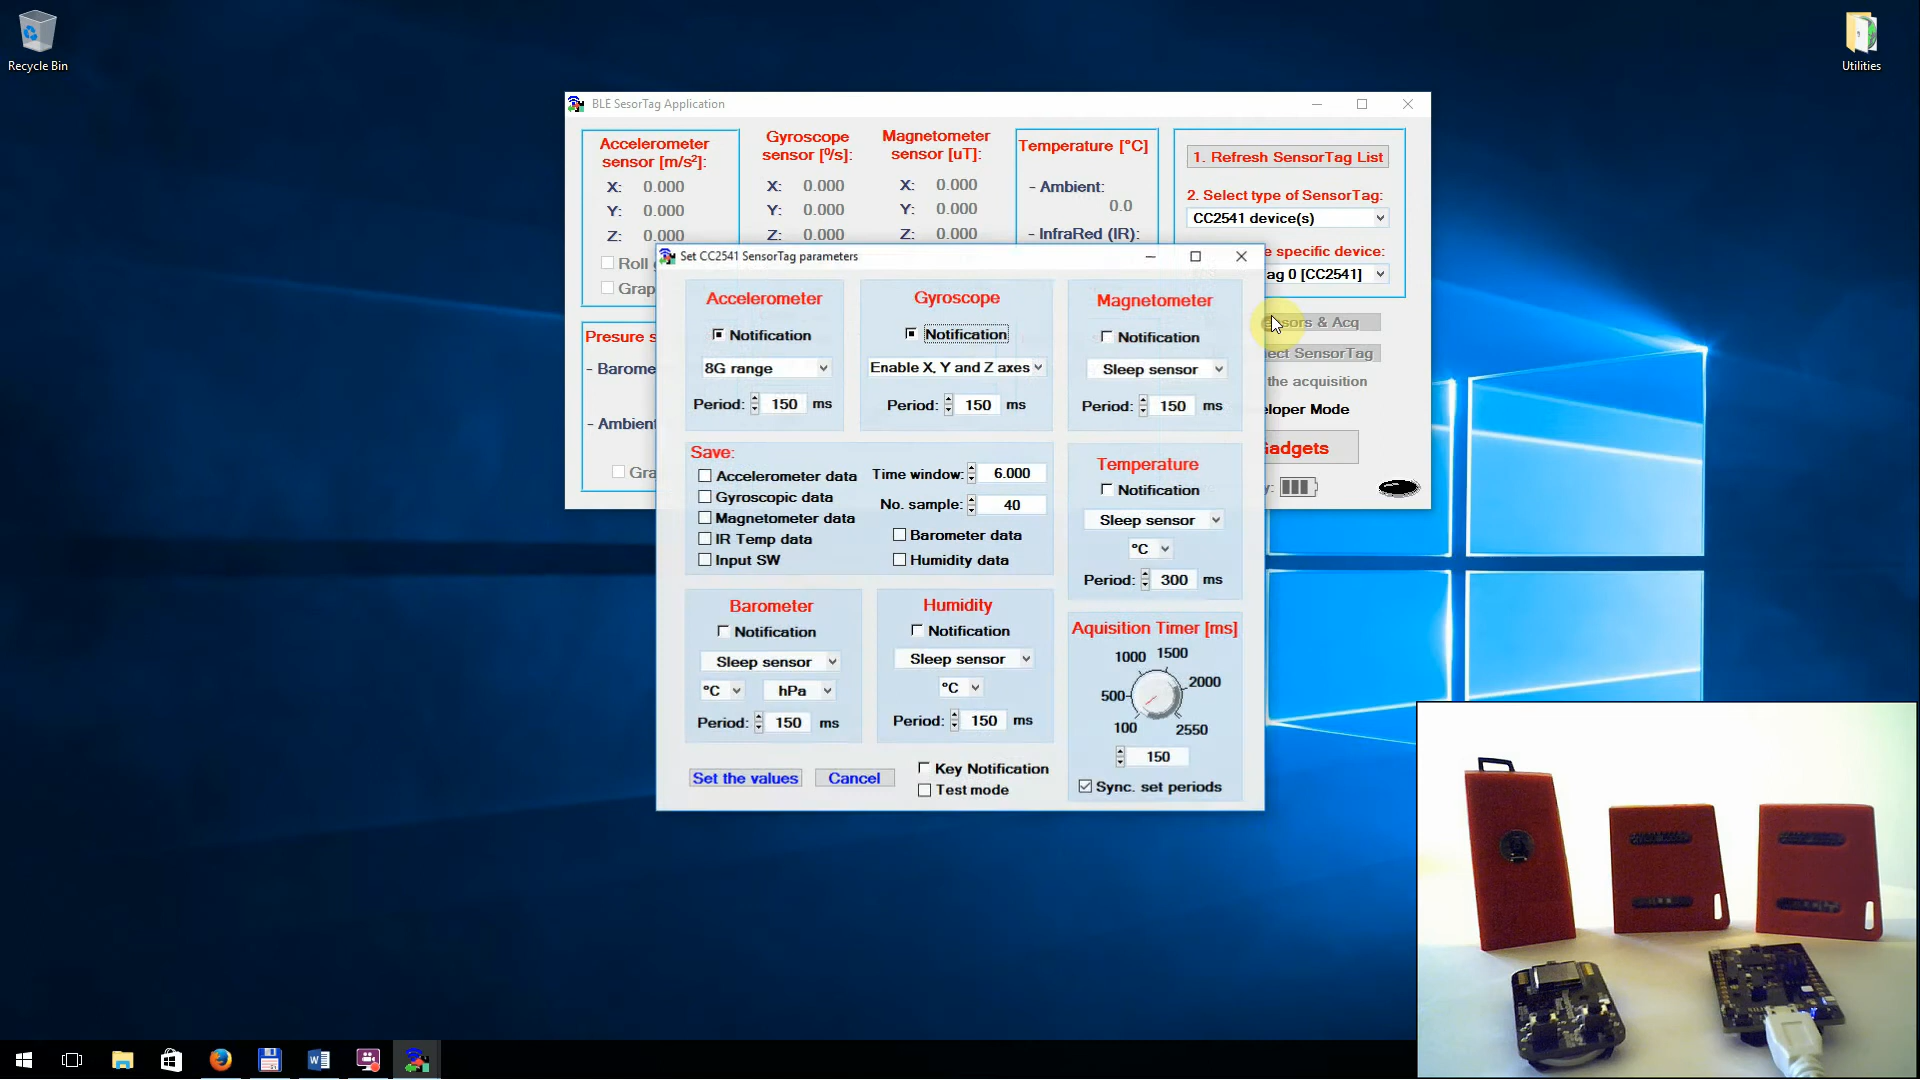 Recycle Bin
Utilities
BLE SesorTag Application
Accelerometer
sensor [m/s²]:
X: 0.000
Y: 0.000
Z: 0.000
Roll
Grap
Gyroscope
sensor [⁰/s]:
X: 0.000
Y: 0.000
Z: 0.000
Magnetometer
sensor [uT]:
X: 0.000
Y: 0.000
Z: 0.000
Temperature [°C]
- Ambient:
0.0
- InfraRed (IR):
1. Refresh SensorTag List
2. Select type of SensorTag:
CC2541 device(s)
e specific device:
ag 0 [CC2541]
Presure s
- Barome
- Ambient
Gra
sors & Acq
ect SensorTag
the acquisition
eloper Mode
Gadgets
y:
Set CC2541 SensorTag parameters
Accelerometer
Notification
8G range
Period: 150 ms
Gyroscope
Notification
Enable X, Y and Z axes
Period: 150 ms
Magnetometer
Notification
Sleep sensor
Period: 150 ms
Save:
Accelerometer data
Gyroscopic data
Magnetometer data
IR Temp data
Input SW
Time window: 6.000
No. sample: 40
Barometer data
Humidity data
Temperature
Notification
Sleep sensor
°C
Period: 300 ms
Barometer
Notification
Sleep sensor
°C hPa
Period: 150 ms
Humidity
Notification
Sleep sensor
°C
Period: 150 ms
Aquisition Timer [ms]
1000 1500
500 2000
100 2550
150
Sync. set periods
Set the values
Cancel
Key Notification
Test mode